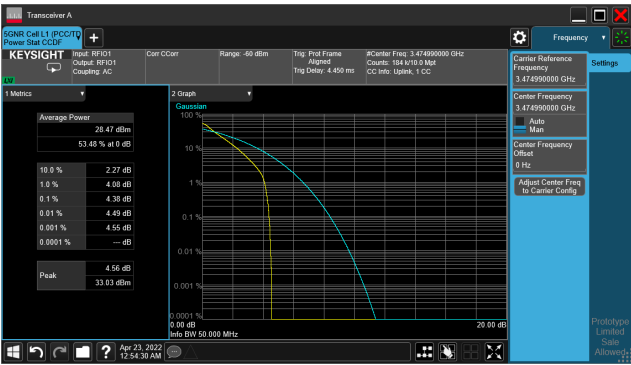 Transceiver A
5GNR Cell L1 (PCC/TD
Power Stat CCDF
Frequency
KEYSIGHT
Input: RFIO1
Output: RFIO1
Coupling: AC
Corr CCorr
Range: -60 dBm
Trig: Prot Frame
Aligned
Trig Delay: 4.450 ms
#Center Freq: 3.474990000 GHz
Counts: 184 k/10.0 Mpt
CC Info: Uplink, 1 CC
LVI
1 Metrics
Average Power
28.47 dBm
53.48 % at 0 dB
10.0 % 2.27 dB
1.0 % 4.08 dB
0.1 % 4.38 dB
0.01 % 4.49 dB
0.001 % 4.55 dB
0.0001 % --- dB
Peak
4.56 dB
33.03 dBm
2 Graph
Gaussian
100 %
10 %
1 %
0.1 %
0.01 %
0.001 %
0.0001 %
0.00 dB
20.00 dB
Info BW 50.000 MHz
Carrier Reference
Frequency
3.474990000 GHz
Center Frequency
3.474990000 GHz
Auto
Man
Center Frequency
Offset
0 Hz
Adjust Center Freq
to Carrier Config
Settings
Prototype
Limited
Sale
Allowed
Apr 23, 2022
12:54:30 AM